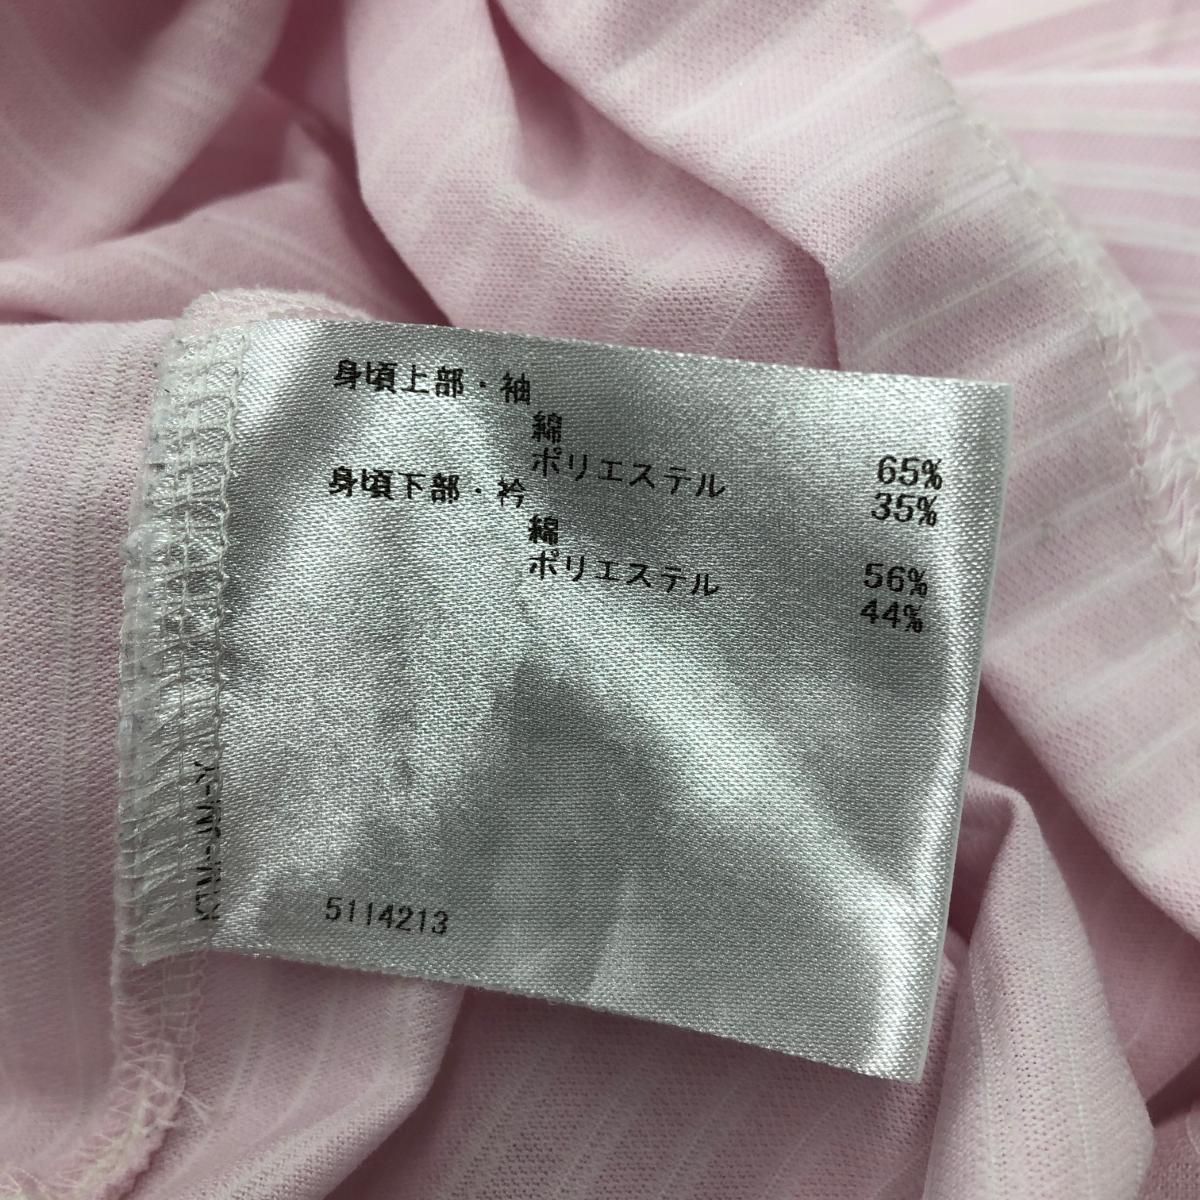 身頃上部・袖
綿 65%
ポリエステル 35%
身頃下部・衿
綿 56%
ポリエステル 44%
5114213